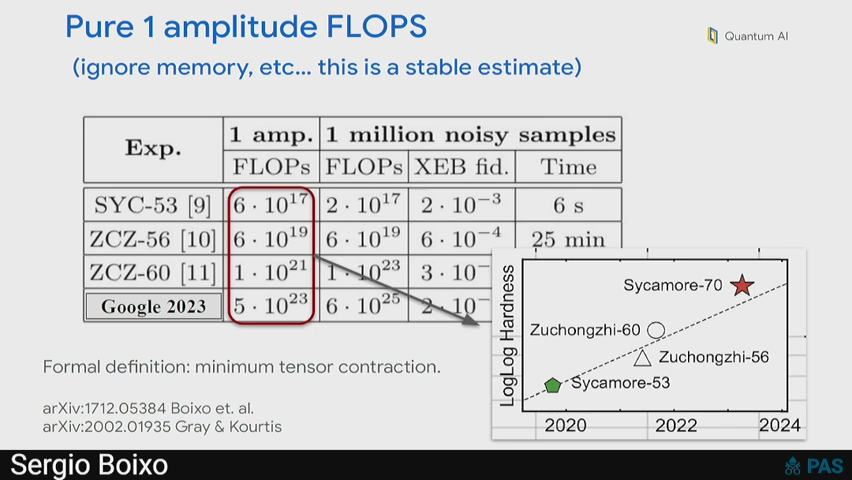 Pure 1 amplitude FLOPS
(ignore memory, etc... this is a stable estimate)
Quantum AI
Exp. 1 amp. 1 million noisy samples
FLOPs FLOPs XEB fid. Time
SYC-53 [9] 6 · 10^17 2 · 10^17 2 · 10^−3 6 s
ZCZ-56 [10] 6 · 10^19 6 · 10^19 6 · 10^−4 25 min
ZCZ-60 [11] 1 · 10^21 1 · 10^23 3 · 10^−
Google 2023 5 · 10^23 6 · 10^25 2 · 10^−
LogLog Hardness
Sycamore-70
Zuchongzhi-60
Zuchongzhi-56
Sycamore-53
2020 2022 2024
Formal definition: minimum tensor contraction.
arXiv:1712.05384 Boixo et. al.
arXiv:2002.01935 Gray & Kourtis
Sergio Boixo
PAS